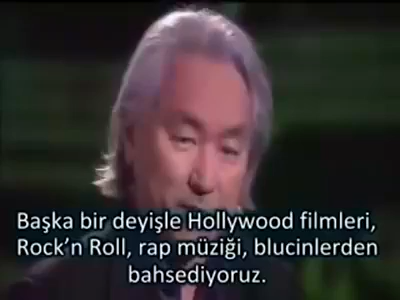 Başka bir deyişle Hollywood filmleri,
Rock'n Roll, rap müziği, blucinlerden
bahsediyoruz.